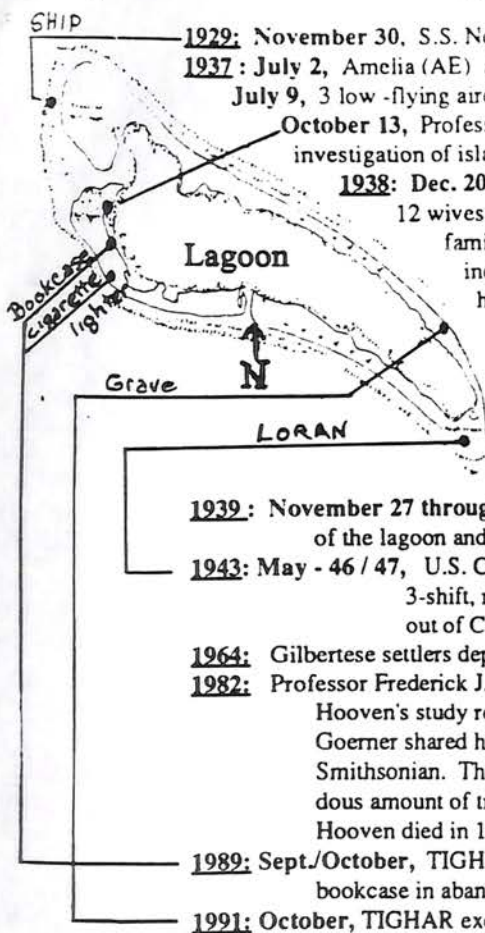 SHIP
1929: November 30, S.S. No
1937 : July 2, Amelia (AE)
July 9, 3 low -flying airc
October 13, Profess
investigation of isla
1938: Dec. 20
12 wives
fami
inc
h
Lagoon
Bookcase
cigarette
lighter
N
Grave
LORAN
1939 : November 27 throug
of the lagoon and
1943: May - 46 / 47, U.S. C
3-shift, r
out of C
1964: Gilbertese settlers dep
1982: Professor Frederick J.
Hooven's study re
Goerner shared h
Smithsonian. Th
dous amount of tr
Hooven died in 1
1989: Sept./October, TIGHA
bookcase in aban
1991: October, TIGHAR exc